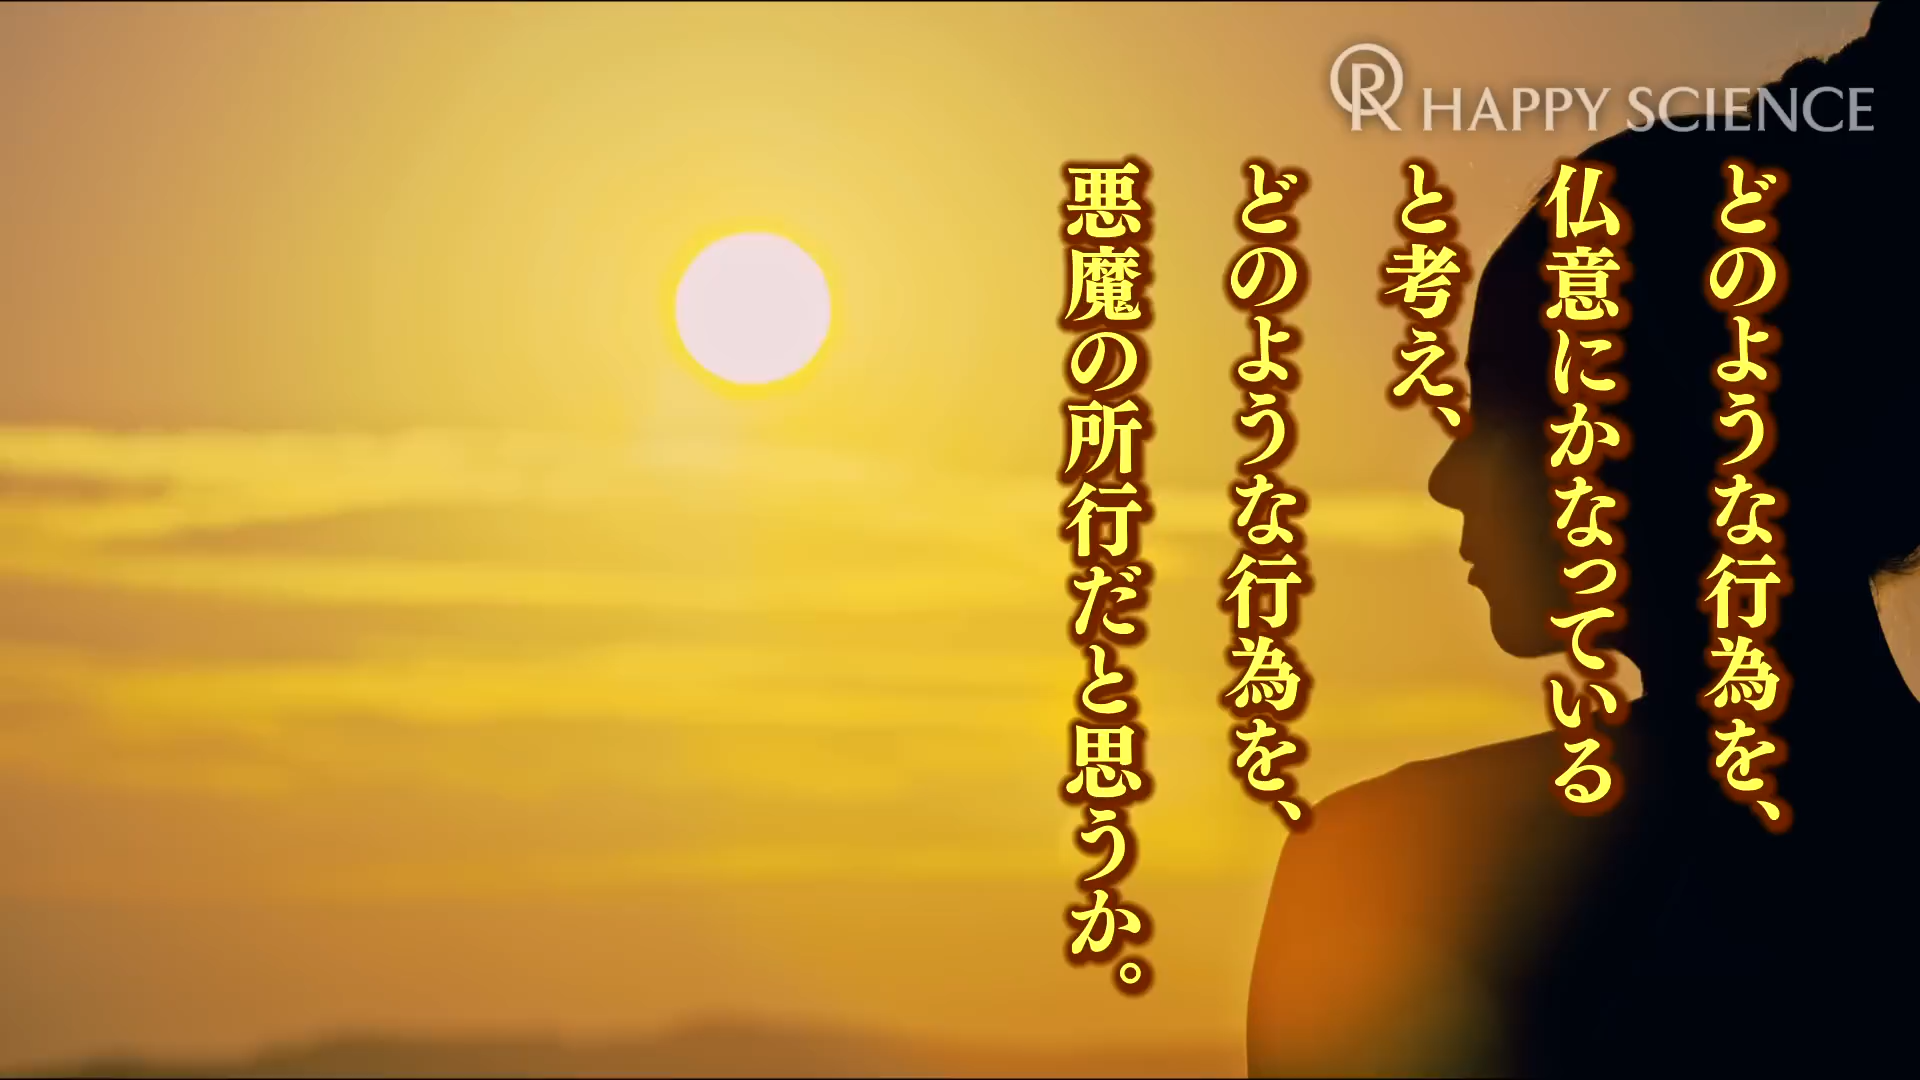 HAPPY SCIENCE
どのような行為を、
仏意にかなっている
と考え、
どのような行為を、
悪魔の所行だと思うか。